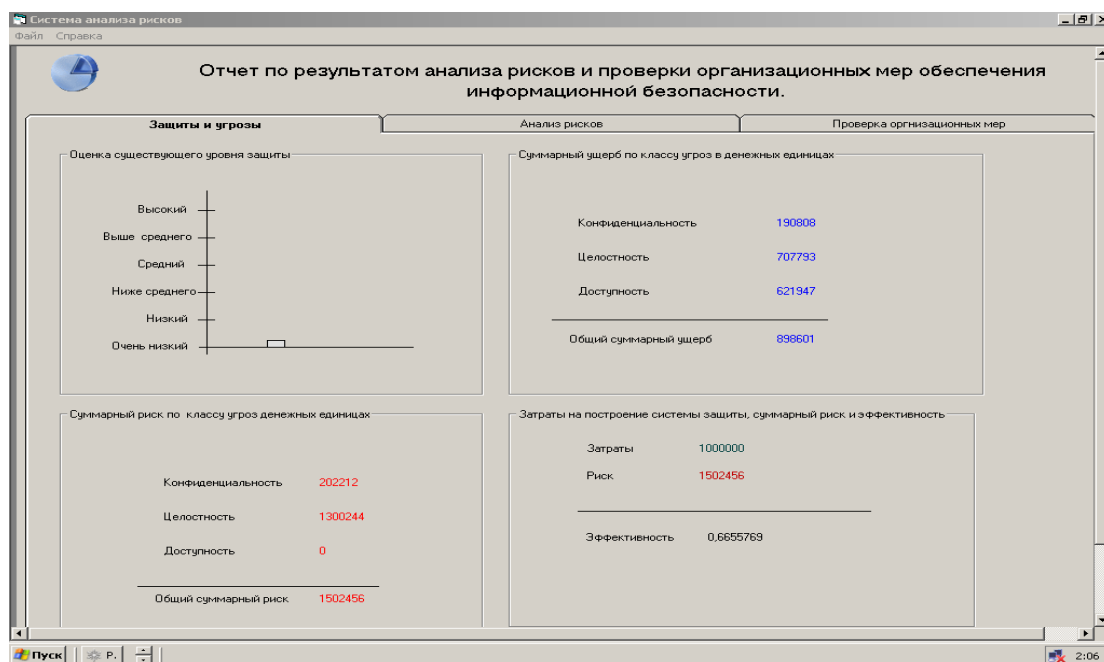 Система анализа рисков
Файл Справка
Отчет по результатом анализа рисков и проверки организационных мер обеспечения
информационной безопасности.
Защиты и угрозы
Анализ рисков
Проверка оргнизационных мер
Оценка существующего уровня защиты
Высокий
Выше среднего
Средний
Ниже среднего
Низкий
Очень низкий
Суммарный ущерб по классу угроз в денежных единицах
Конфиденциальность 190808
Целостность 707793
Доступность 621947
Общий суммарный ущерб 898601
Суммарный риск по классу угроз денежных единицах
Конфиденциальность 202212
Целостность 1300244
Доступность 0
Общий суммарный риск 1502456
Затраты на построение системы защиты, суммарный риск и эффективность
Затраты 1000000
Риск 1502456
Эффективность 0,6655769
Пуск
Р.
2:06